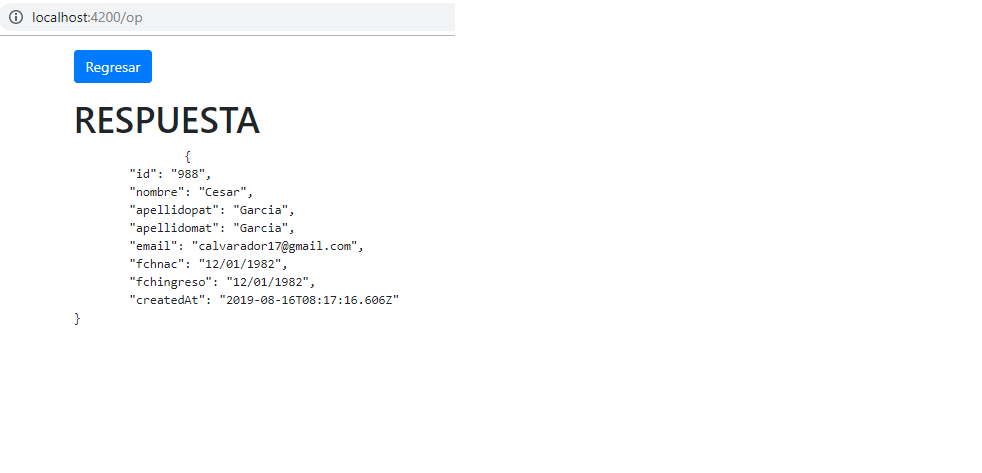 localhost:4200/op
Regresar
RESPUESTA
{
"id": "988",
"nombre": "Cesar",
"apellidopat": "Garcia",
"apellidomat": "Garcia",
"email": "calvarador17@gmail.com",
"fchnac": "12/01/1982",
"fchingreso": "12/01/1982",
"createdAt": "2019-08-16T08:17:16.606Z"
}